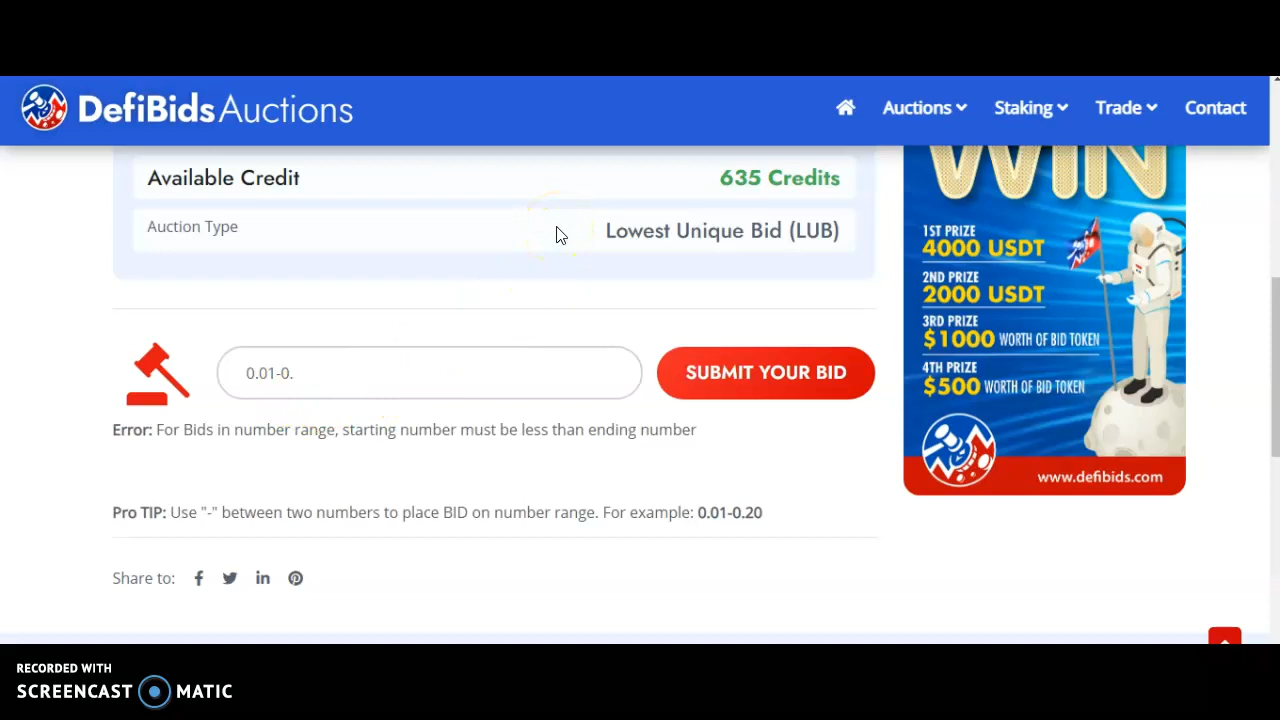 DefiBids Auctions
Auctions Staking Trade Contact
Available Credit 635 Credits
Auction Type Lowest Unique Bid (LUB)
0.01-0.
SUBMIT YOUR BID
Error: For Bids in number range, starting number must be less than ending number
Pro TIP: Use "-" between two numbers to place BID on number range. For example: 0.01-0.20
Share to:
WIN
1ST PRIZE
4000 USDT
2ND PRIZE
2000 USDT
3RD PRIZE
$1000 WORTH OF BID TOKEN
4TH PRIZE
$500 WORTH OF BID TOKEN
www.defibids.com
RECORDED WITH
SCREENCAST MATIC